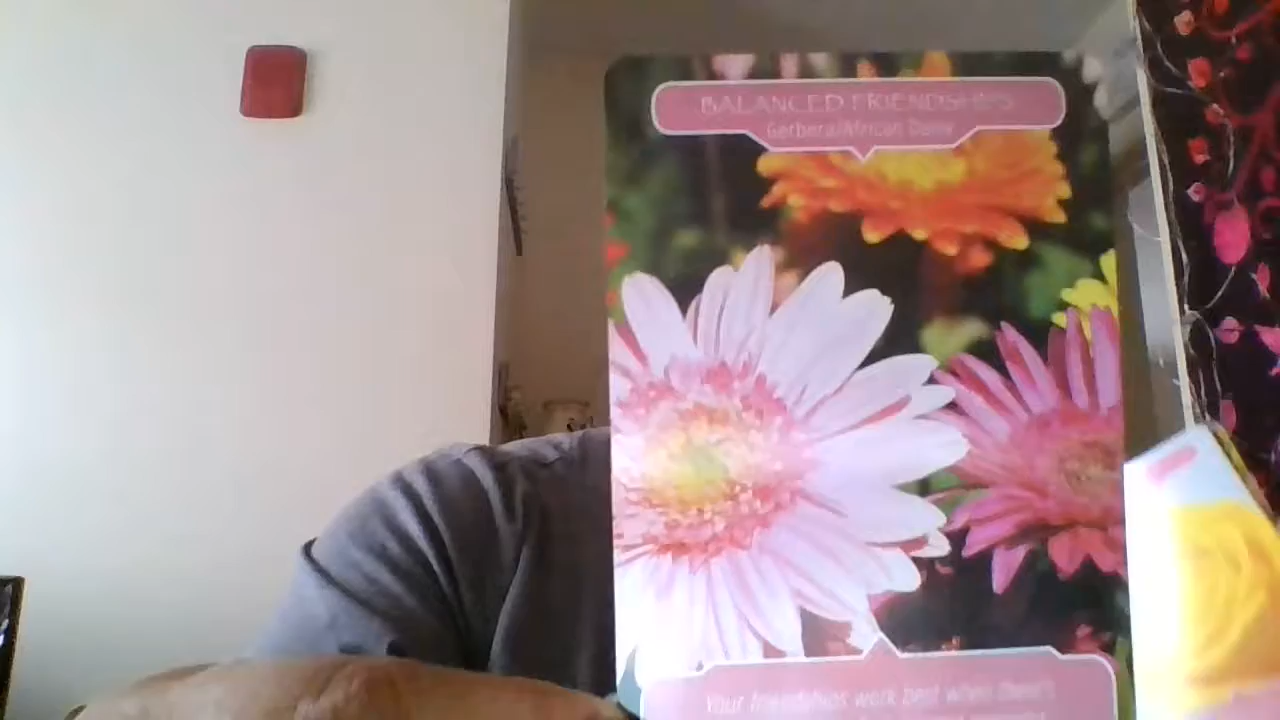 BALANCED FRIENDSHIPS
Gerbera/African Daisy
Your friendships work best when there's